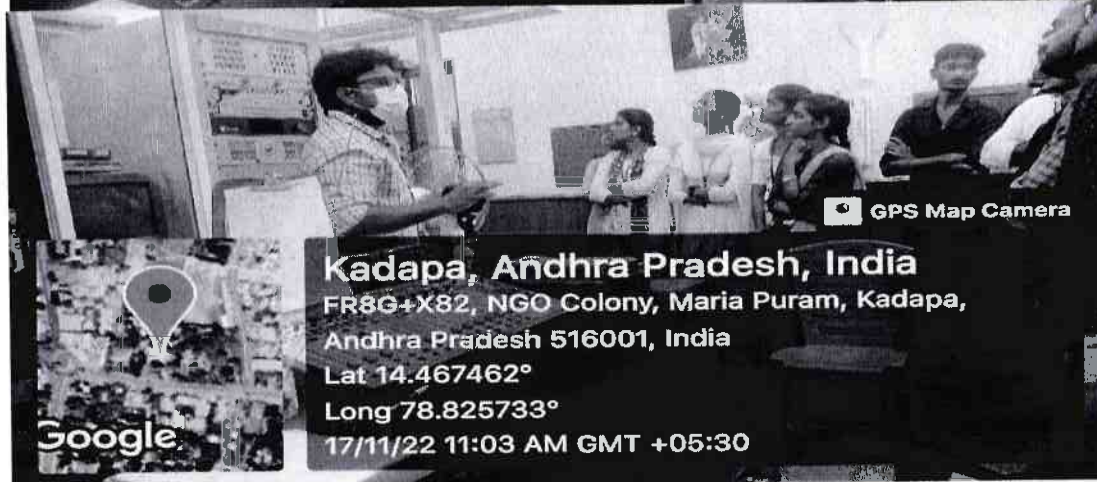 GPS Map Camera
Kadapa, Andhra Pradesh, India
FR8G+X82, NGO Colony, Maria Puram, Kadapa,
Andhra Pradesh 516001, India
Lat 14.467462°
Long 78.825733°
17/11/22 11:03 AM GMT +05:30
Google